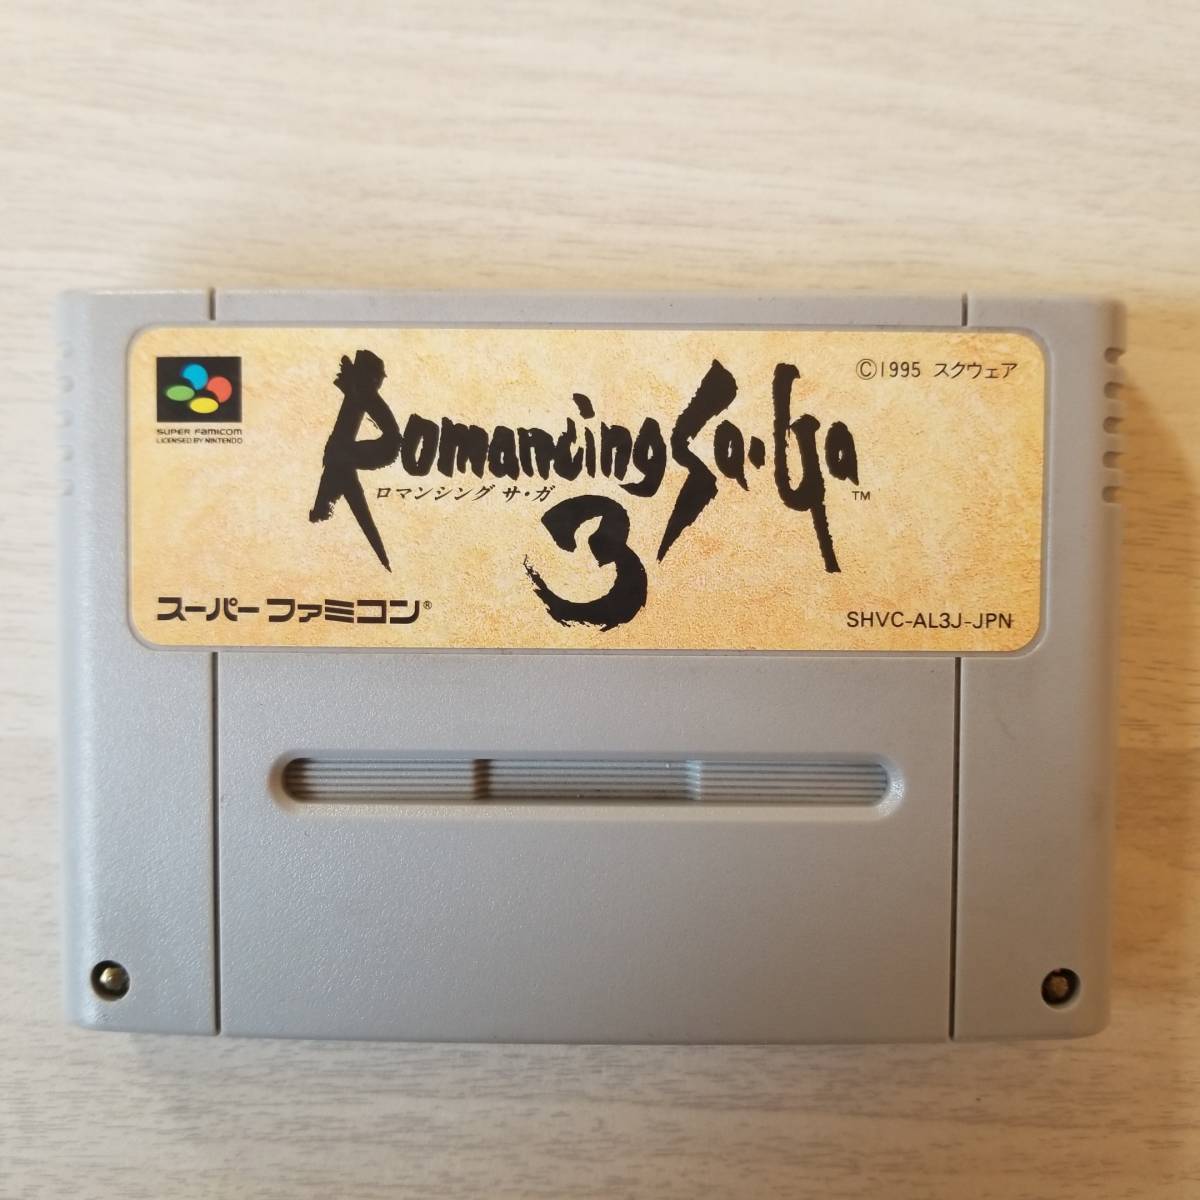 SUPER FAMICOM
LICENSED BY NINTENDO
©1995 スクウェア
Romancing Sa・Ga
ロマンシング サ・ガ
TM
3
スーパーファミコン®
SHVC-AL3J-JPN